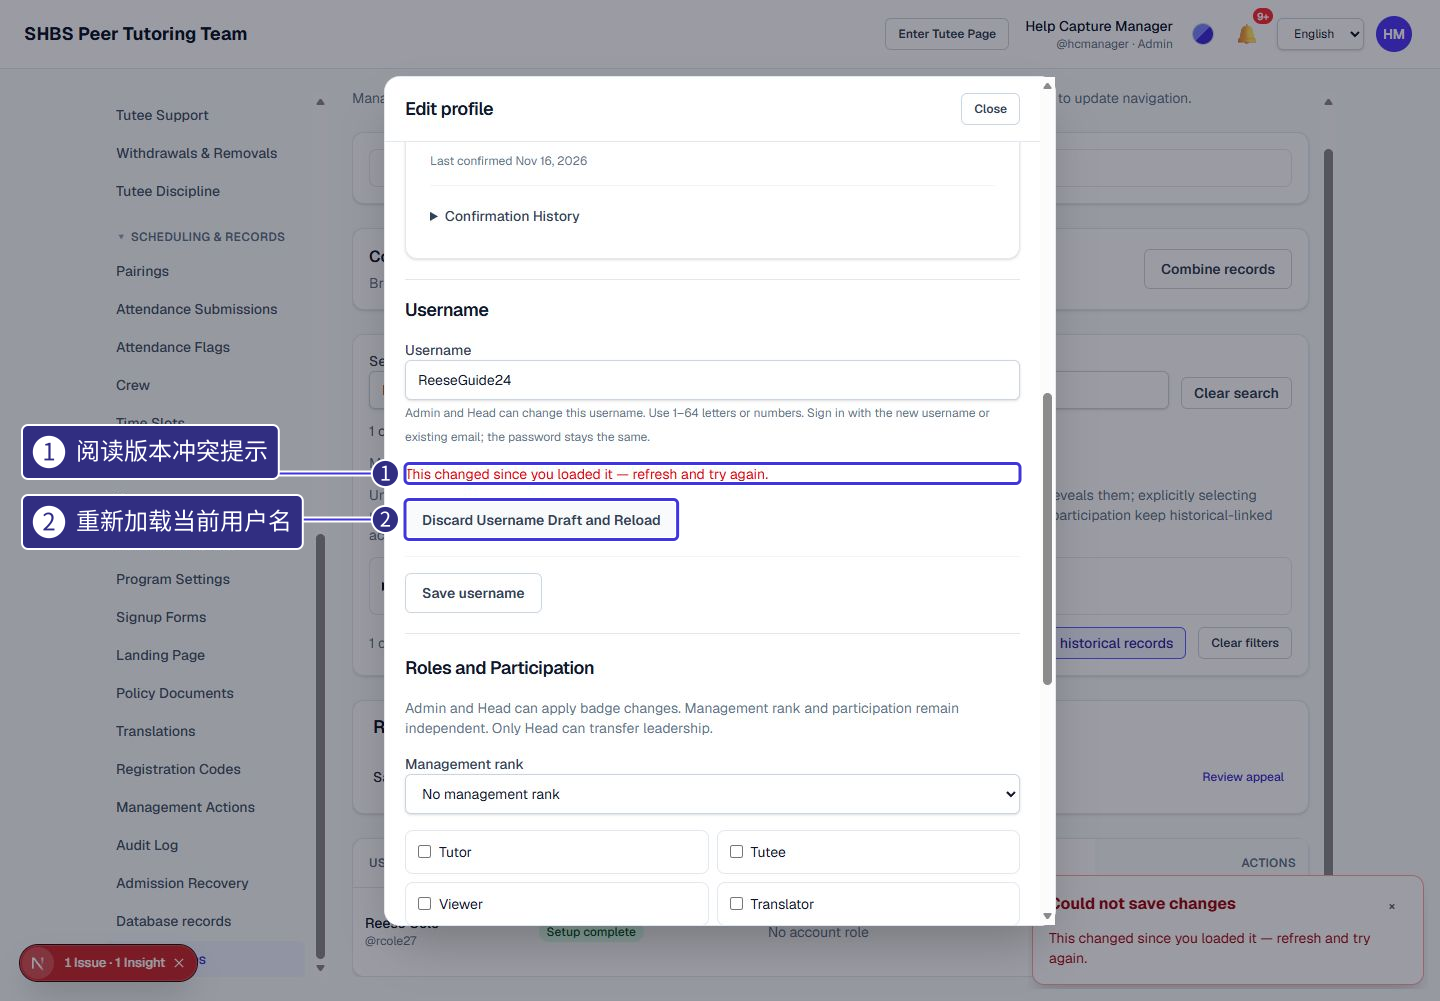 SHBS Peer Tutoring Team
Enter Tutee Page
Help Capture Manager
@hcmanager · Admin
9+
English
HM
Tutee Support
Withdrawals & Removals
Tutee Discipline
SCHEDULING & RECORDS
Pairings
Attendance Submissions
Attendance Flags
Crew
Time Slots
Program Settings
Signup Forms
Landing Page
Policy Documents
Translations
Registration Codes
Management Actions
Audit Log
Admission Recovery
Database records
1 Issue · 1 Insight
to update navigation.
Combine records
Clear search
eveals them; explicitly selecting
articipation keep historical-linked
historical records
Clear filters
Review appeal
ACTIONS
@rcole27
Setup complete
No account role
Edit profile
Close
Last confirmed Nov 16, 2026
Confirmation History
Username
Username
ReeseGuide24
Admin and Head can change this username. Use 1–64 letters or numbers. Sign in with the new username or
existing email; the password stays the same.
1 阅读版本冲突提示
1
This changed since you loaded it — refresh and try again.
2 重新加载当前用户名
2
Discard Username Draft and Reload
Save username
Roles and Participation
Admin and Head can apply badge changes. Management rank and participation remain
independent. Only Head can transfer leadership.
Management rank
No management rank
Tutor
Tutee
Viewer
Translator
Could not save changes
This changed since you loaded it — refresh and try
again.